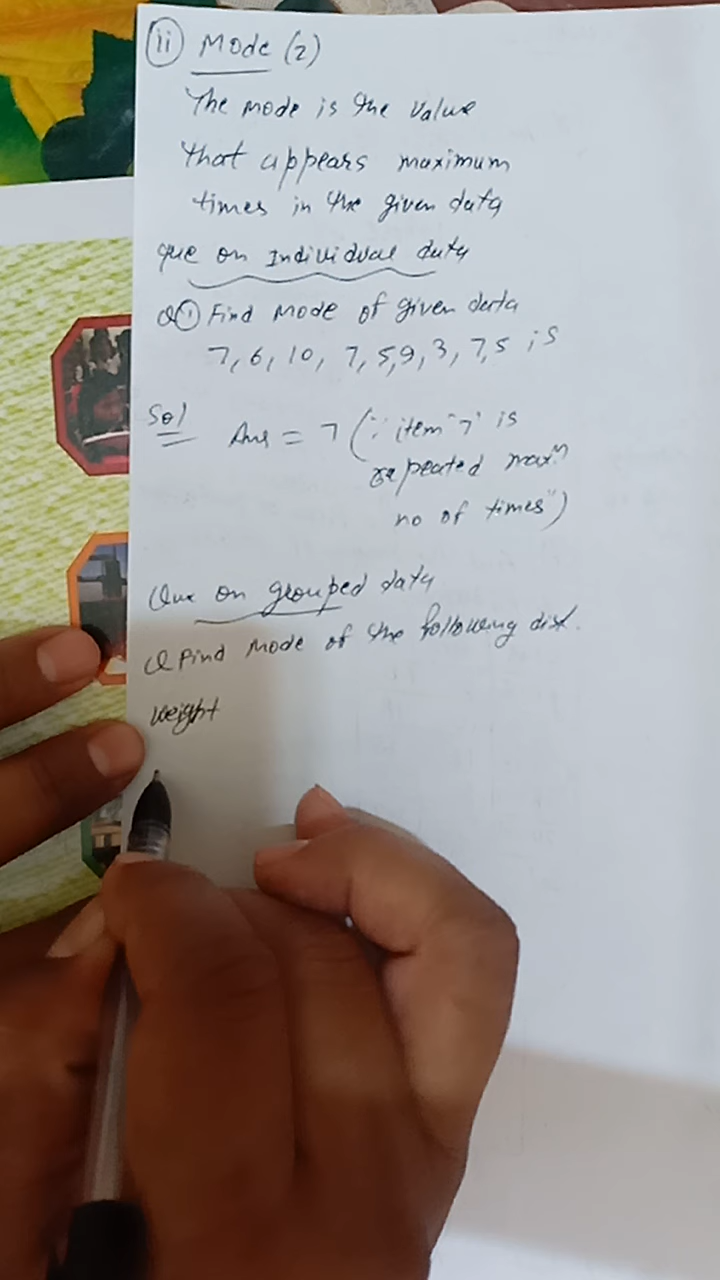 (ii) Mode (2)
The mode is the value
that appears maximum
times in the given data
que on Individual data
Q① Find Mode of given data
7, 6, 10, 7, 5, 9, 3, 7, 5 is
Sol
Ans = 7 (∵ item "7" is
repeated maxm
no of times")
Que on grouped data
Q Find Mode of the following dist.
weight